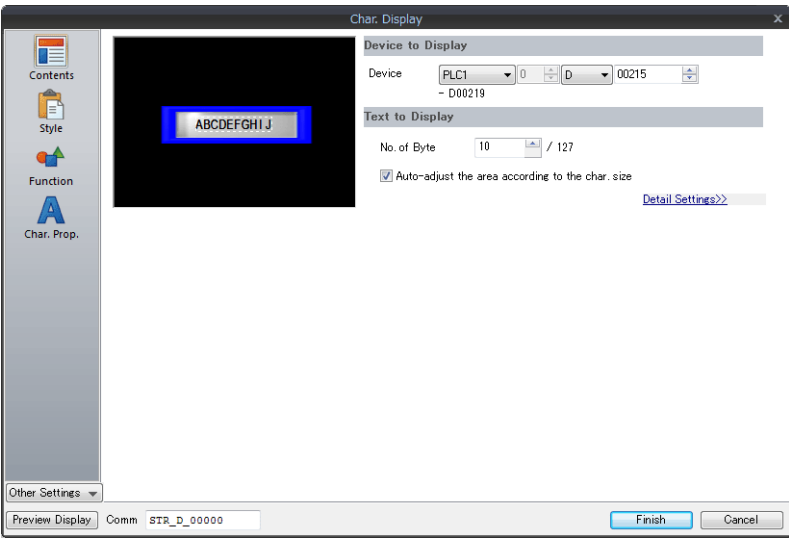 Char. Display
x
Contents
Style
Function
Char. Prop.
ABCDEFGHIJ
Device to Display
Device PLC1 0 D 00215
- D00219
Text to Display
No. of Byte 10 / 127
Auto-adjust the area according to the char. size
Detail Settings>>
Other Settings
Preview Display Comm STR_D_00000 Finish Cancel